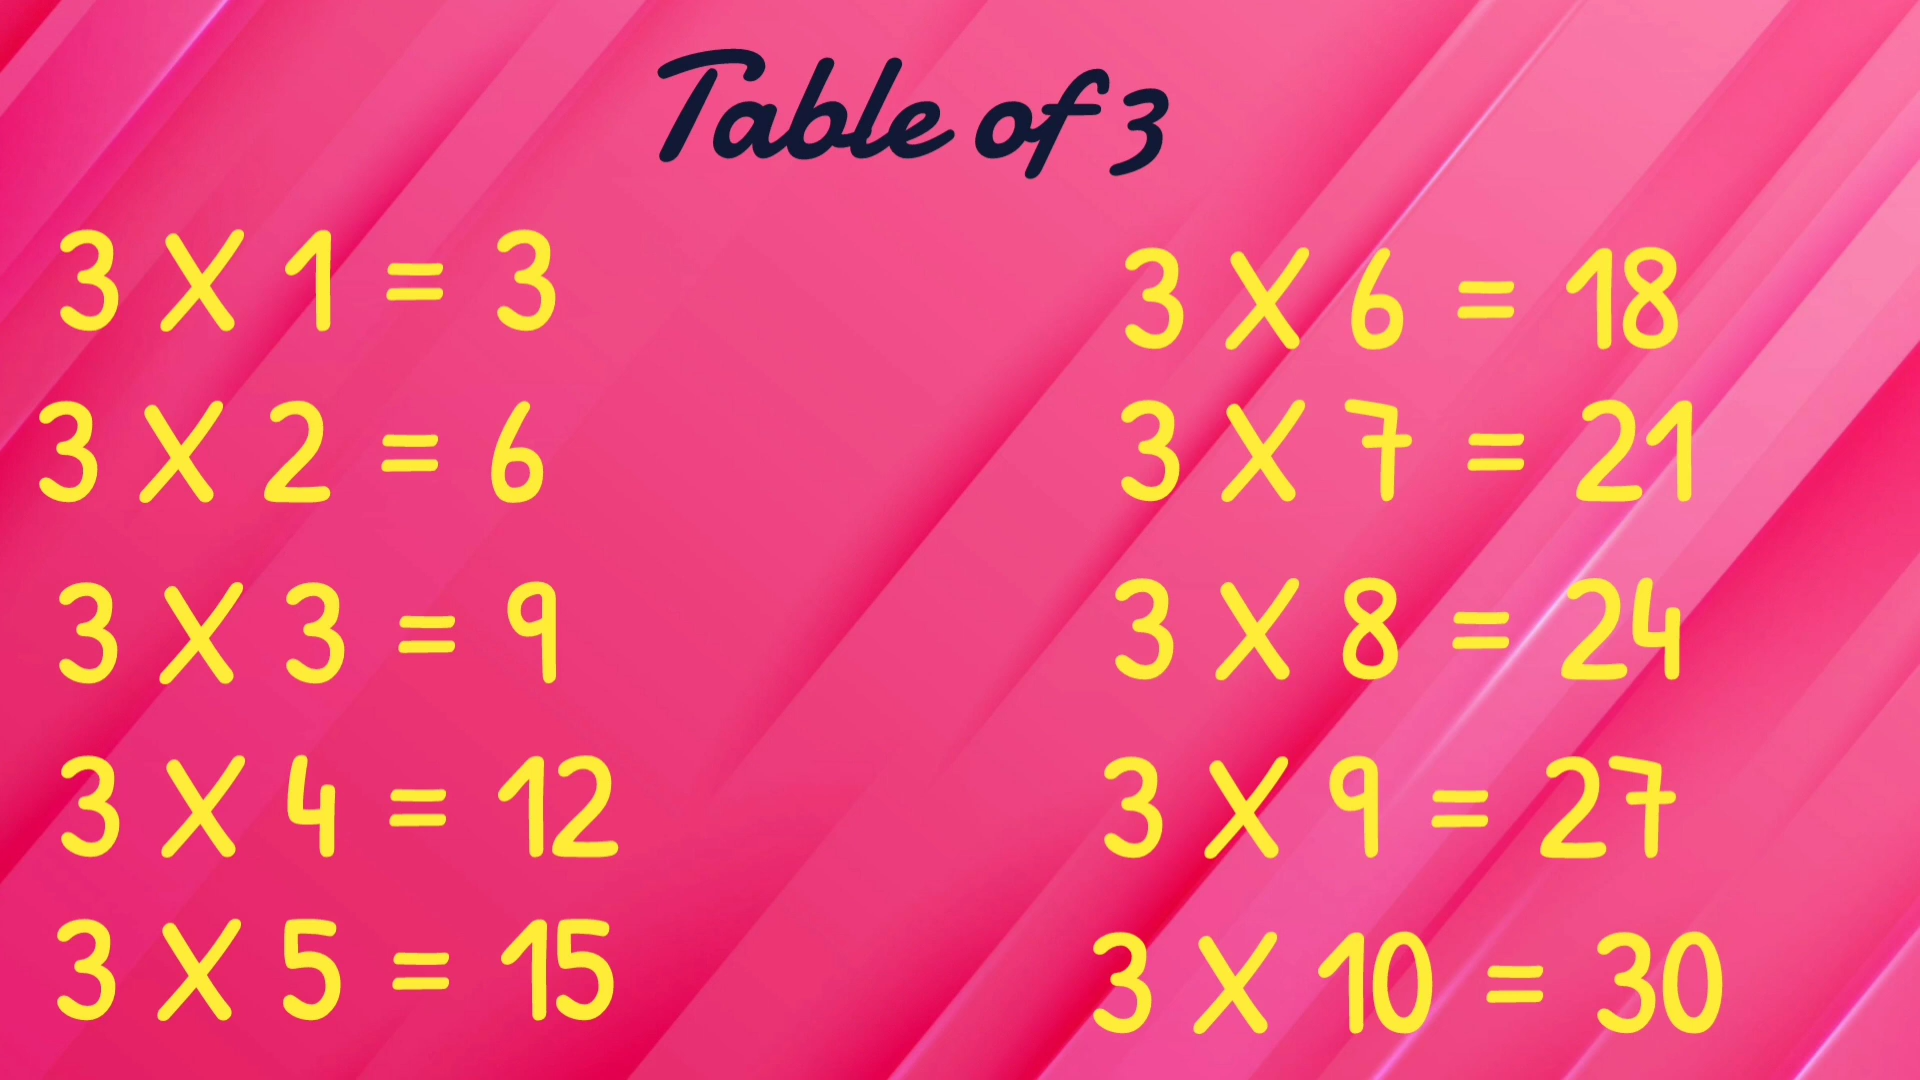 Table of 3
3 X 1 = 3
3 X 2 = 6
3 X 3 = 9
3 X 4 = 12
3 X 5 = 15
3 X 6 = 18
3 X 7 = 21
3 X 8 = 24
3 X 9 = 27
3 X 10 = 30